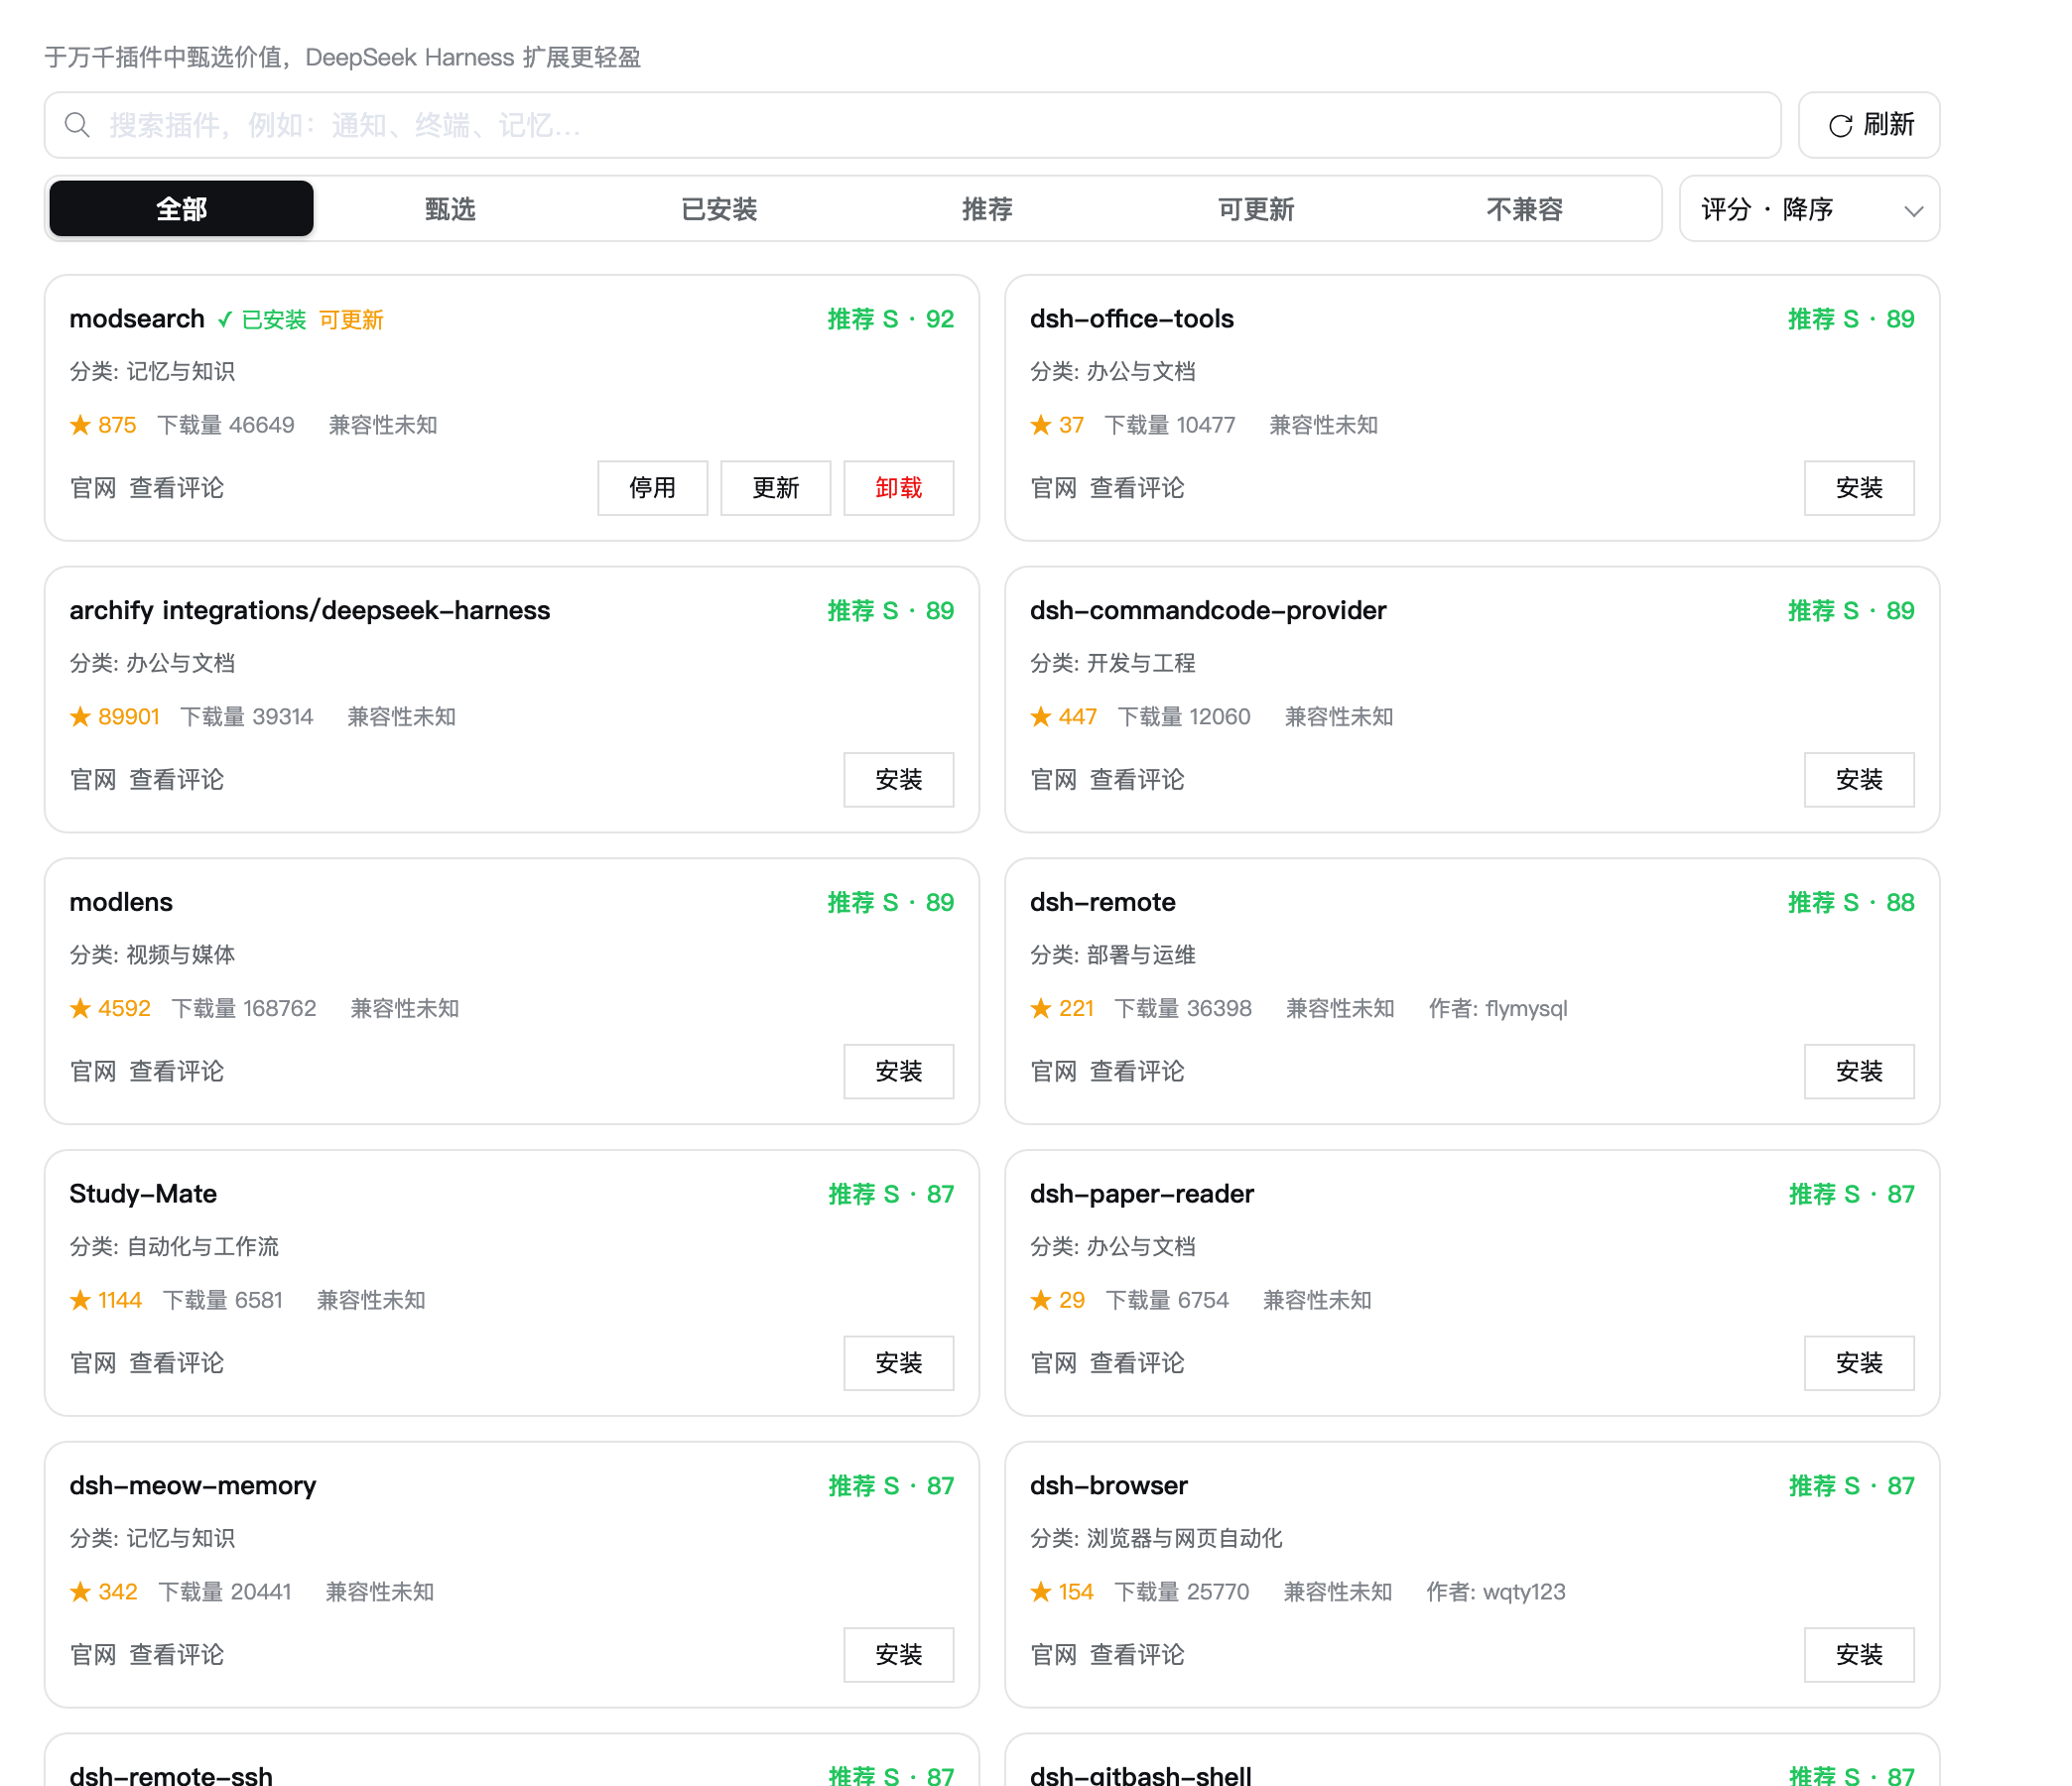 于万千插件中甄选价值，DeepSeek Harness 扩展更轻盈
搜索插件，例如：通知、终端、记忆...
刷新
全部 甄选 已安装 推荐 可更新 不兼容 评分 · 降序
modsearch ✓ 已安装 可更新 推荐 S · 92
分类: 记忆与知识
★ 875 下载量 46649 兼容性未知
官网 查看评论 停用 更新 卸载
dsh-office-tools 推荐 S · 89
分类: 办公与文档
★ 37 下载量 10477 兼容性未知
官网 查看评论 安装
archify integrations/deepseek-harness 推荐 S · 89
分类: 办公与文档
★ 89901 下载量 39314 兼容性未知
官网 查看评论 安装
dsh-commandcode-provider 推荐 S · 89
分类: 开发与工程
★ 447 下载量 12060 兼容性未知
官网 查看评论 安装
modlens 推荐 S · 89
分类: 视频与媒体
★ 4592 下载量 168762 兼容性未知
官网 查看评论 安装
dsh-remote 推荐 S · 88
分类: 部署与运维
★ 221 下载量 36398 兼容性未知 作者: flymysql
官网 查看评论 安装
Study-Mate 推荐 S · 87
分类: 自动化与工作流
★ 1144 下载量 6581 兼容性未知
官网 查看评论 安装
dsh-paper-reader 推荐 S · 87
分类: 办公与文档
★ 29 下载量 6754 兼容性未知
官网 查看评论 安装
dsh-meow-memory 推荐 S · 87
分类: 记忆与知识
★ 342 下载量 20441 兼容性未知
官网 查看评论 安装
dsh-browser 推荐 S · 87
分类: 浏览器与网页自动化
★ 154 下载量 25770 兼容性未知 作者: wqty123
官网 查看评论 安装
dsh-remote-ssh 推荐 S · 87
dsh-gitbash-shell 推荐 S · 87